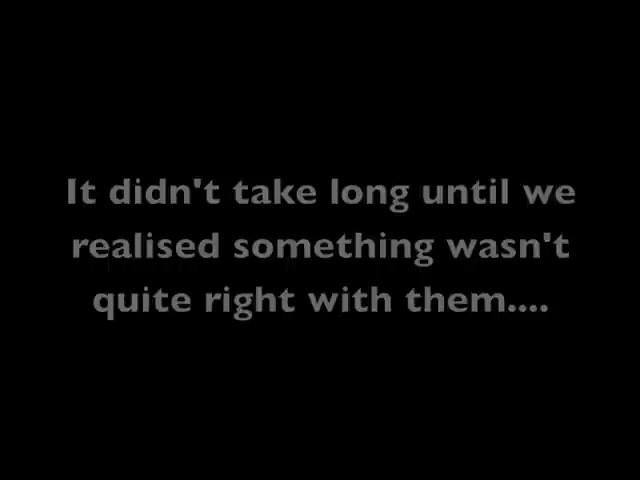 It didn't take long until we
realised something wasn't
quite right with them....